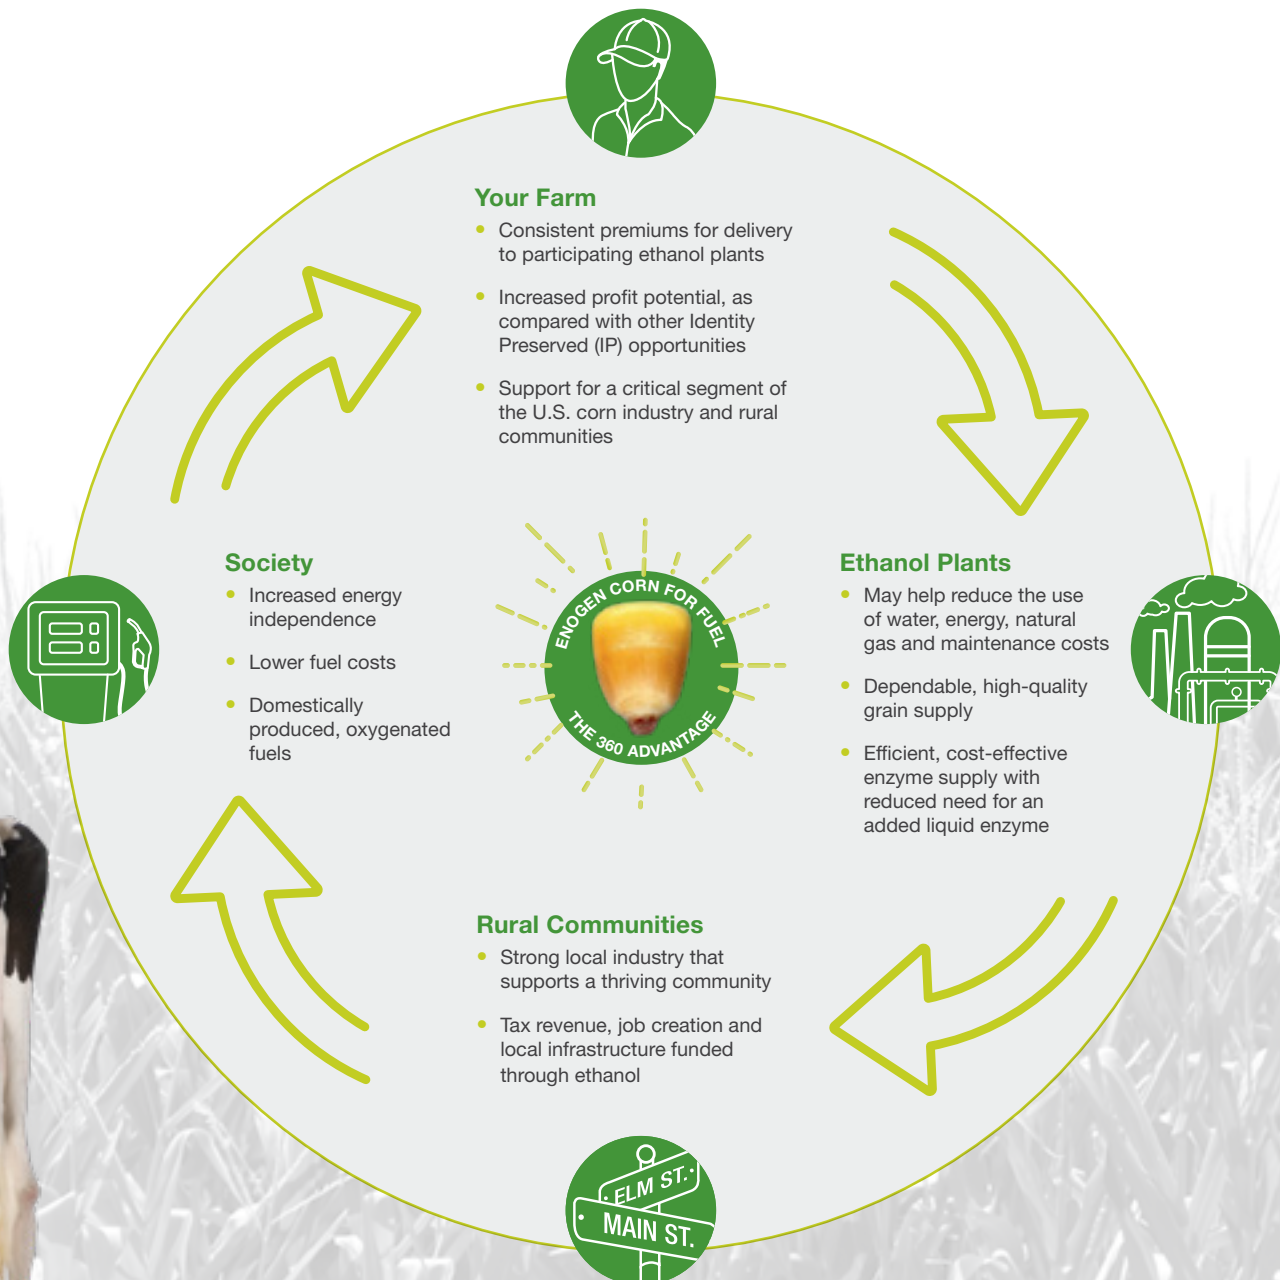 Your Farm
• Consistent premiums for delivery
to participating ethanol plants
• Increased profit potential, as
compared with other Identity
Preserved (IP) opportunities
• Support for a critical segment of
the U.S. corn industry and rural
communities
Society
• Increased energy
independence
• Lower fuel costs
• Domestically
produced, oxygenated
fuels
ENOGEN CORN FOR FUEL
THE 360 ADVANTAGE
Ethanol Plants
• May help reduce the use
of water, energy, natural
gas and maintenance costs
• Dependable, high-quality
grain supply
• Efficient, cost-effective
enzyme supply with
reduced need for an
added liquid enzyme
Rural Communities
• Strong local industry that
supports a thriving community
• Tax revenue, job creation and
local infrastructure funded
through ethanol
ELM ST.
MAIN ST.